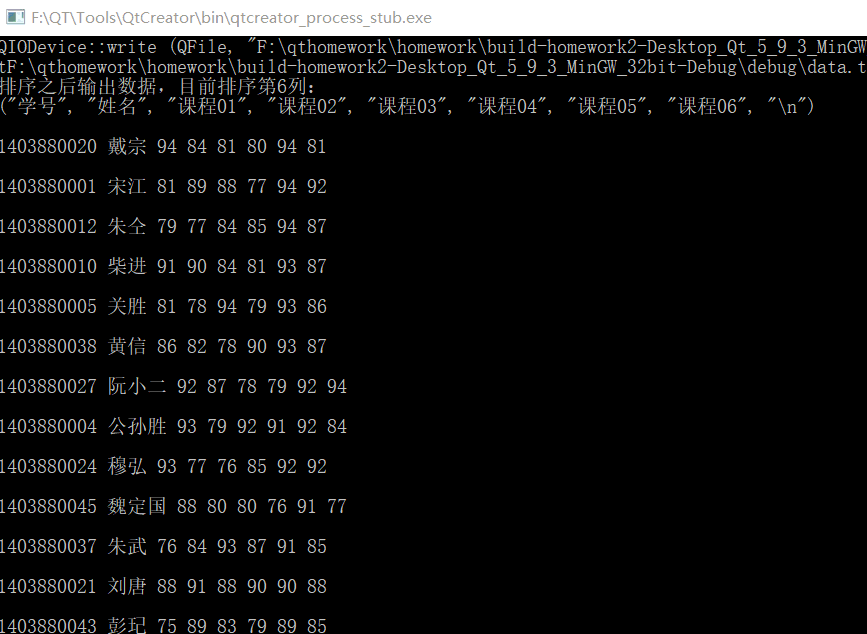 F:\QT\Tools\QtCreator\bin\qtcreator_process_stub.exe
QIODevice::write (QFile, "F:\qthomework\homework\build-homework2-Desktop_Qt_5_9_3_MinGW
tF:\qthomework\homework\build-homework2-Desktop_Qt_5_9_3_MinGW_32bit-Debug\debug\data.t
排序之后输出数据，目前排序第6列:
("学号", "姓名", "课程01", "课程02", "课程03", "课程04", "课程05", "课程06", "\n")
1403880020 戴宗 94 84 81 80 94 81
1403880001 宋江 81 89 88 77 94 92
1403880012 朱仝 79 77 84 85 94 87
1403880010 柴进 91 90 84 81 93 87
1403880005 关胜 81 78 94 79 93 86
1403880038 黄信 86 82 78 90 93 87
1403880027 阮小二 92 87 78 79 92 94
1403880004 公孙胜 93 79 92 91 92 84
1403880024 穆弘 93 77 76 85 92 92
1403880045 魏定国 88 80 80 76 91 77
1403880037 朱武 76 84 93 87 91 85
1403880021 刘唐 88 91 88 90 90 88
1403880043 彭玘 75 89 83 79 89 85